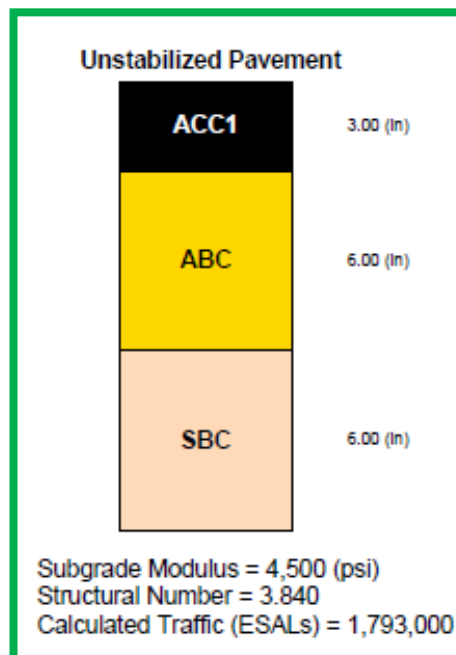 Unstabilized Pavement
ACC1
3.00 (in)
ABC
6.00 (in)
SBC
6.00 (in)
Subgrade Modulus = 4,500 (psi)
Structural Number = 3.840
Calculated Traffic (ESALs) = 1,793,000